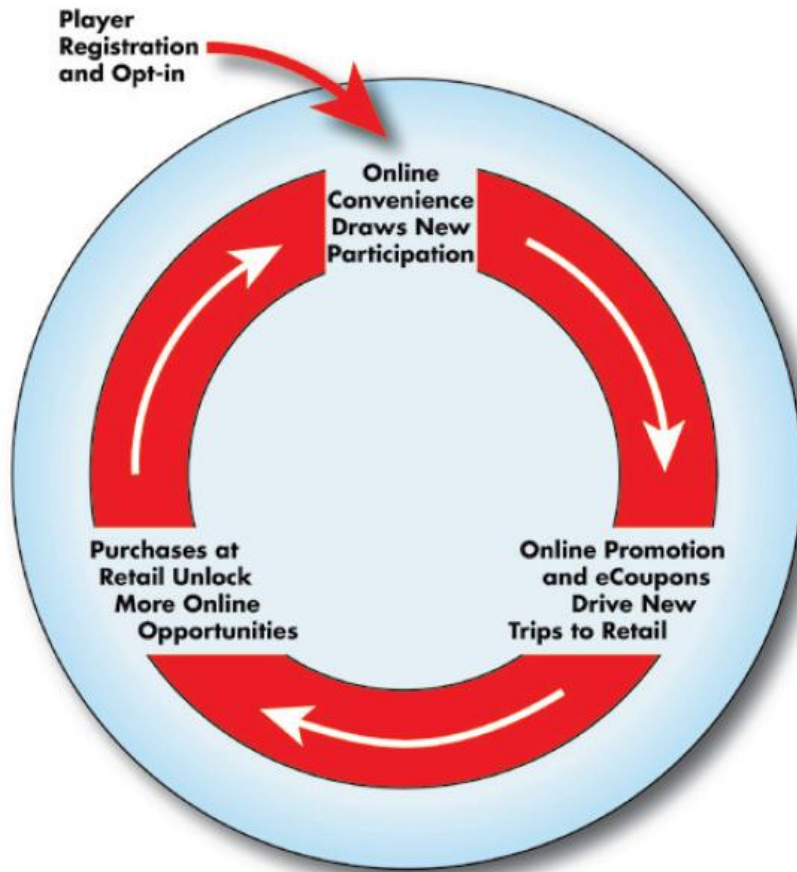 Player
Registration
and Opt-in
Online
Convenience
Draws New
Participation
Online Promotion
and eCoupons
Drive New
Trips to Retail
Purchases at
Retail Unlock
More Online
Opportunities